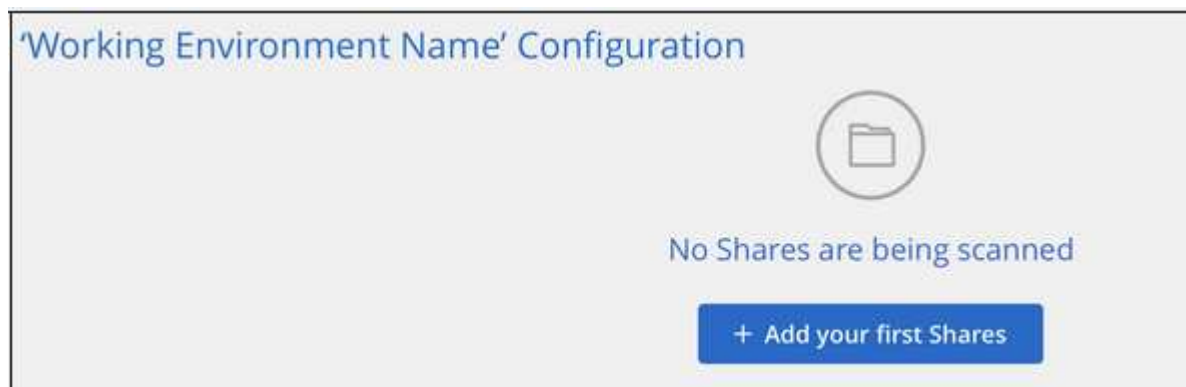 ‘Working Environment Name’ Configuration
No Shares are being scanned
+ Add your first Shares